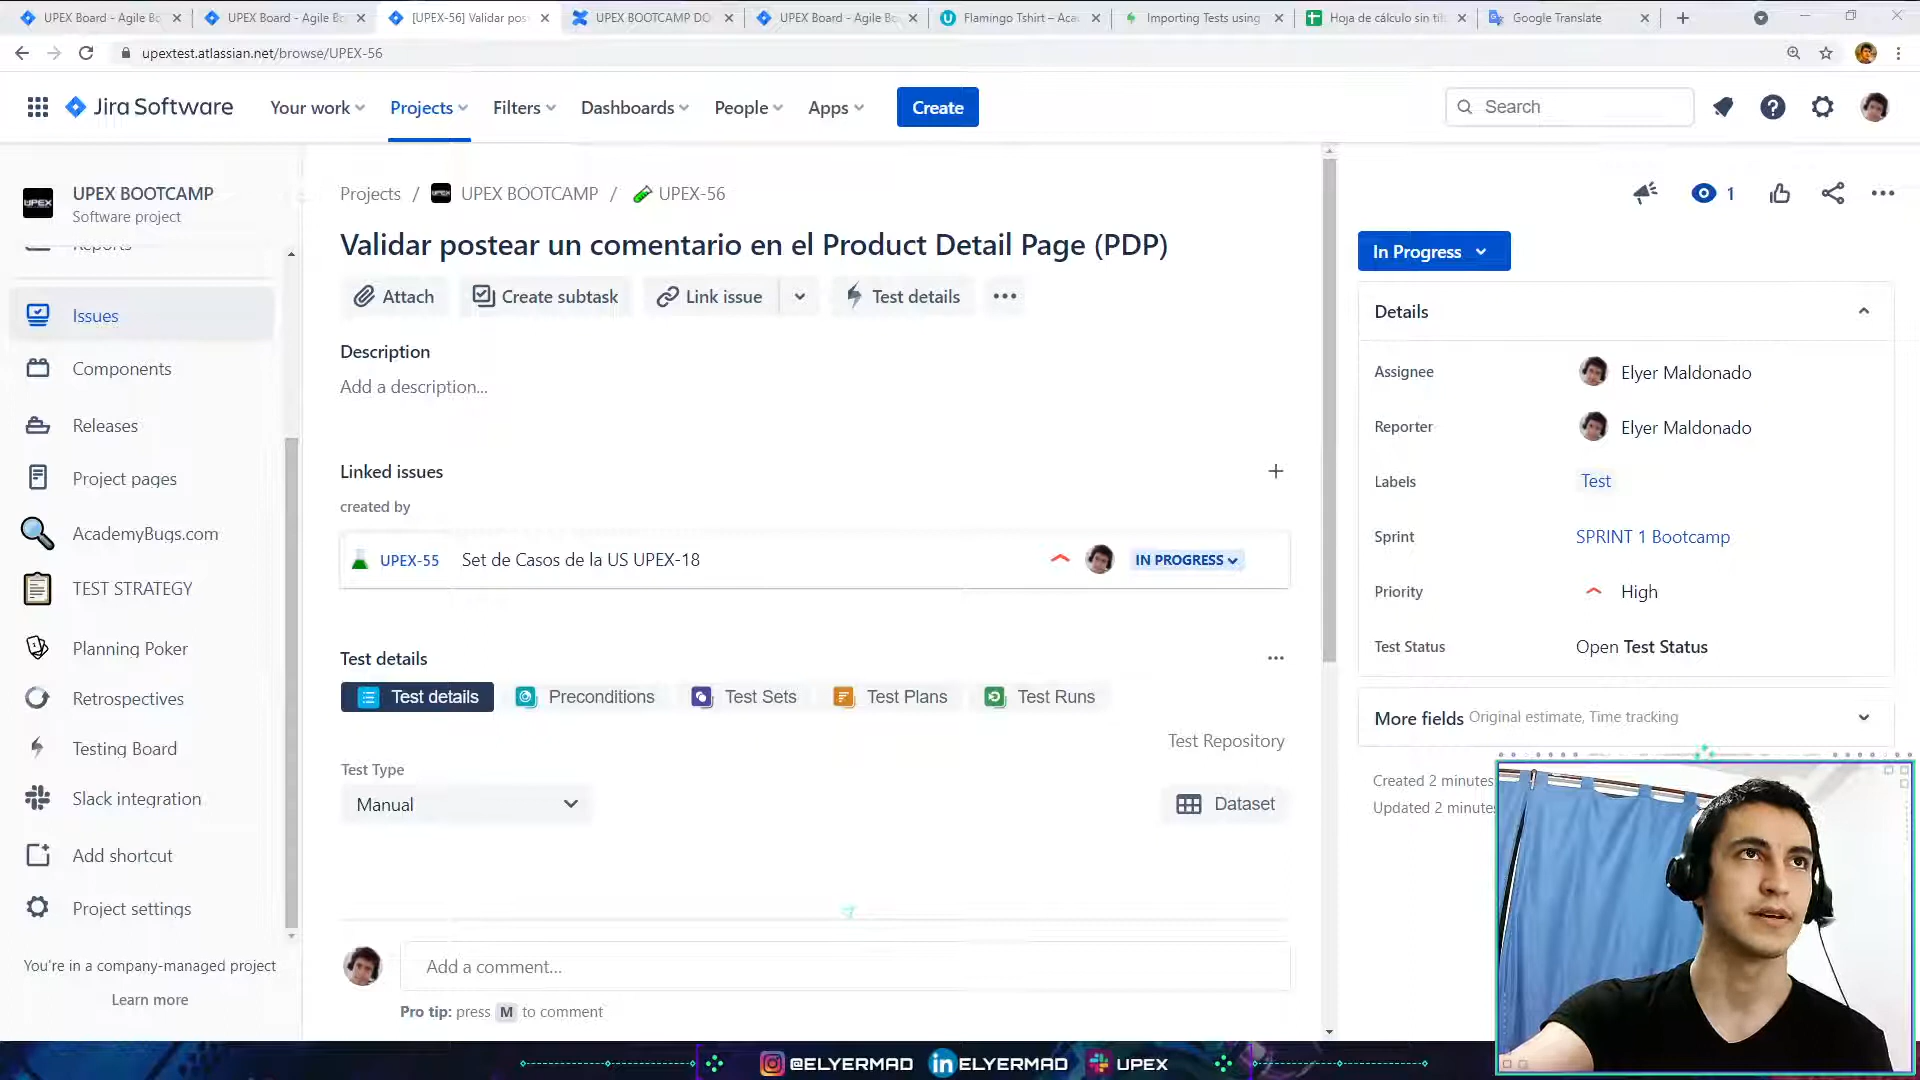 UPEX Board - Agile Bo
UPEX Board - Agile Bo
[UPEX-56] Validar pos
UPEX BOOTCAMP DO
UPEX Board - Agile Bo
Flamingo Tshirt – Aca
Importing Tests using
Hoja de cálculo sin tít
Google Translate
upextest.atlassian.net/browse/UPEX-56
Jira Software
Your work
Projects
Filters
Dashboards
People
Apps
Create
Search
UPEX BOOTCAMP
Software project
Reports
Issues
Components
Releases
Project pages
AcademyBugs.com
TEST STRATEGY
Planning Poker
Retrospectives
Testing Board
Slack integration
Add shortcut
Project settings
You're in a company-managed project
Learn more
Projects / UPEX BOOTCAMP / UPEX-56
Validar postear un comentario en el Product Detail Page (PDP)
Attach
Create subtask
Link issue
Test details
Description
Add a description...
Linked issues
created by
UPEX-55 Set de Casos de la US UPEX-18 IN PROGRESS
Test details
Test details
Preconditions
Test Sets
Test Plans
Test Runs
Test Repository
Test Type
Manual
Dataset
Add a comment...
Pro tip: press M to comment
1
In Progress
Details
Assignee Elyer Maldonado
Reporter Elyer Maldonado
Labels Test
Sprint SPRINT 1 Bootcamp
Priority High
Test Status Open Test Status
More fields Original estimate, Time tracking
Created 2 minutes
Updated 2 minutes
@ELYERMAD
in ELYERMAD
UPEX